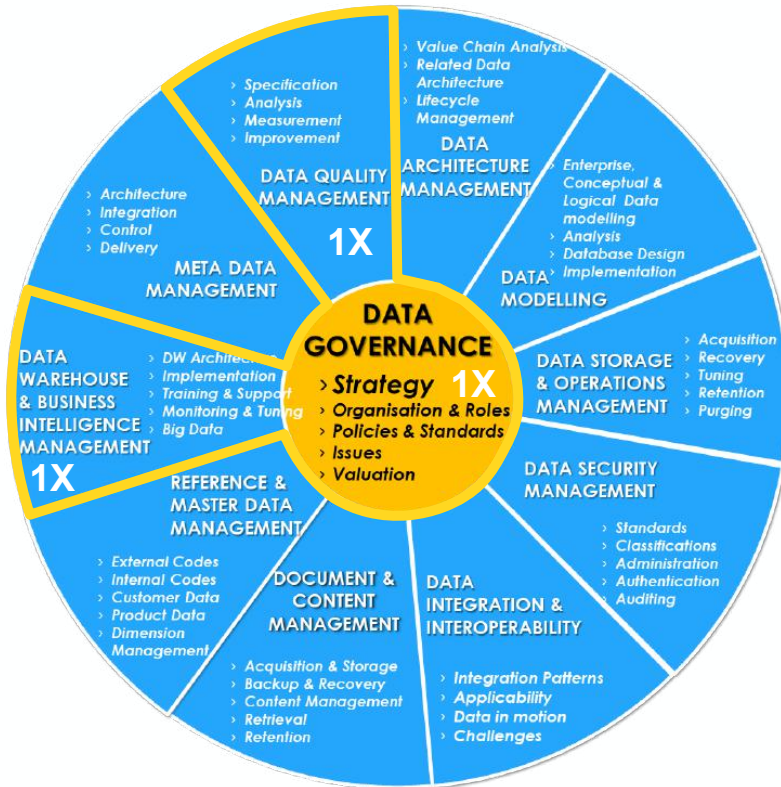 › Value Chain Analysis
› Related Data
Architecture
› Lifecycle
Management
DATA
ARCHITECTURE
MANAGEMENT
› Enterprise,
Conceptual &
Logical Data
modelling
› Analysis
› Database Design
› Implementation
DATA
MODELLING
› Acquisition
› Recovery
› Tuning
› Retention
› Purging
DATA STORAGE
& OPERATIONS
MANAGEMENT
DATA SECURITY
MANAGEMENT
› Standards
› Classifications
› Administration
› Authentication
› Auditing
DATA
INTEGRATION &
INTEROPERABILITY
› Integration Patterns
› Applicability
› Data in motion
› Challenges
DOCUMENT &
CONTENT
MANAGEMENT
› Acquisition & Storage
› Backup & Recovery
› Content Management
› Retrieval
› Retention
REFERENCE &
MASTER DATA
MANAGEMENT
› External Codes
› Internal Codes
› Customer Data
› Product Data
› Dimension
Management
DATA
WAREHOUSE
& BUSINESS
INTELLIGENCE
MANAGEMENT
1X
› DW Architecture
› Implementation
› Training & Support
› Monitoring & Tuning
› Big Data
› Architecture
› Integration
› Control
› Delivery
META DATA
MANAGEMENT
› Specification
› Analysis
› Measurement
› Improvement
DATA QUALITY
MANAGEMENT
1X
DATA
GOVERNANCE
› Strategy
1X
› Organisation & Roles
› Policies & Standards
› Issues
› Valuation